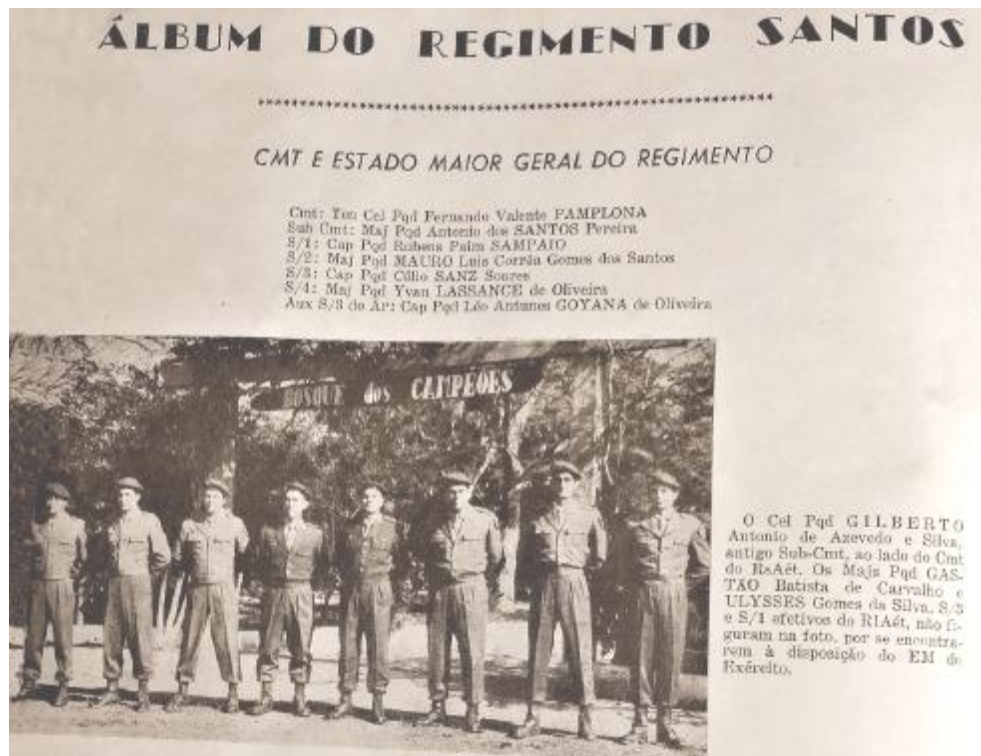 ÁLBUM DO REGIMENTO SANTOS
CMT E ESTADO MAIOR GERAL DO REGIMENTO
Cmt: Ten Cel Pqd Fernando Valente PAMPLONA
Sub Cmt: Maj Pqd Antonio dos SANTOS Pereira
S/1: Cap Pqd Rubens Paim SAMPAIO
S/2: Maj Pqd MAURO Luis Corrêa Gomes dos Santos
S/3: Cap Pqd Célio SANZ Soares
S/4: Maj Pqd Yvan LASSANCE de Oliveira
Aux S/3 do Ar: Cap Pqd Léo Antunes GOYANA de Oliveira
BOSQUE dos CAMPEÕES
O Cel Pqd GILBERTO
Antonio de Azevedo e Silva,
antigo Sub-Cmt, ao lado do Cmt
do RsAét. Os Majs Pqd GAS-
TÃO Batista de Carvalho e
ULYSSES Gomes da Silva, S/3
e S/1 efetivos do RIAét, não fi-
guram na foto, por se encontra-
rem à disposição do EM do
Exército.